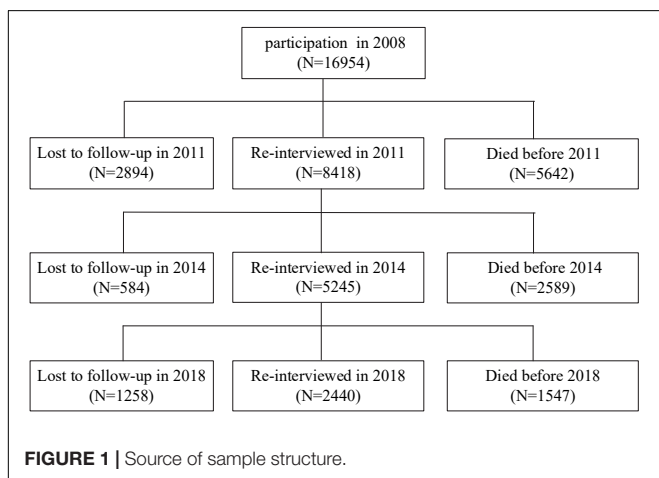 participation in 2008
(N=16954)
Lost to follow-up in 2011
(N=2894)
Re-interviewed in 2011
(N=8418)
Died before 2011
(N=5642)
Lost to follow-up in 2014
(N=584)
Re-interviewed in 2014
(N=5245)
Died before 2014
(N=2589)
Lost to follow-up in 2018
(N=1258)
Re-interviewed in 2018
(N=2440)
Died before 2018
(N=1547)
FIGURE 1 | Source of sample structure.